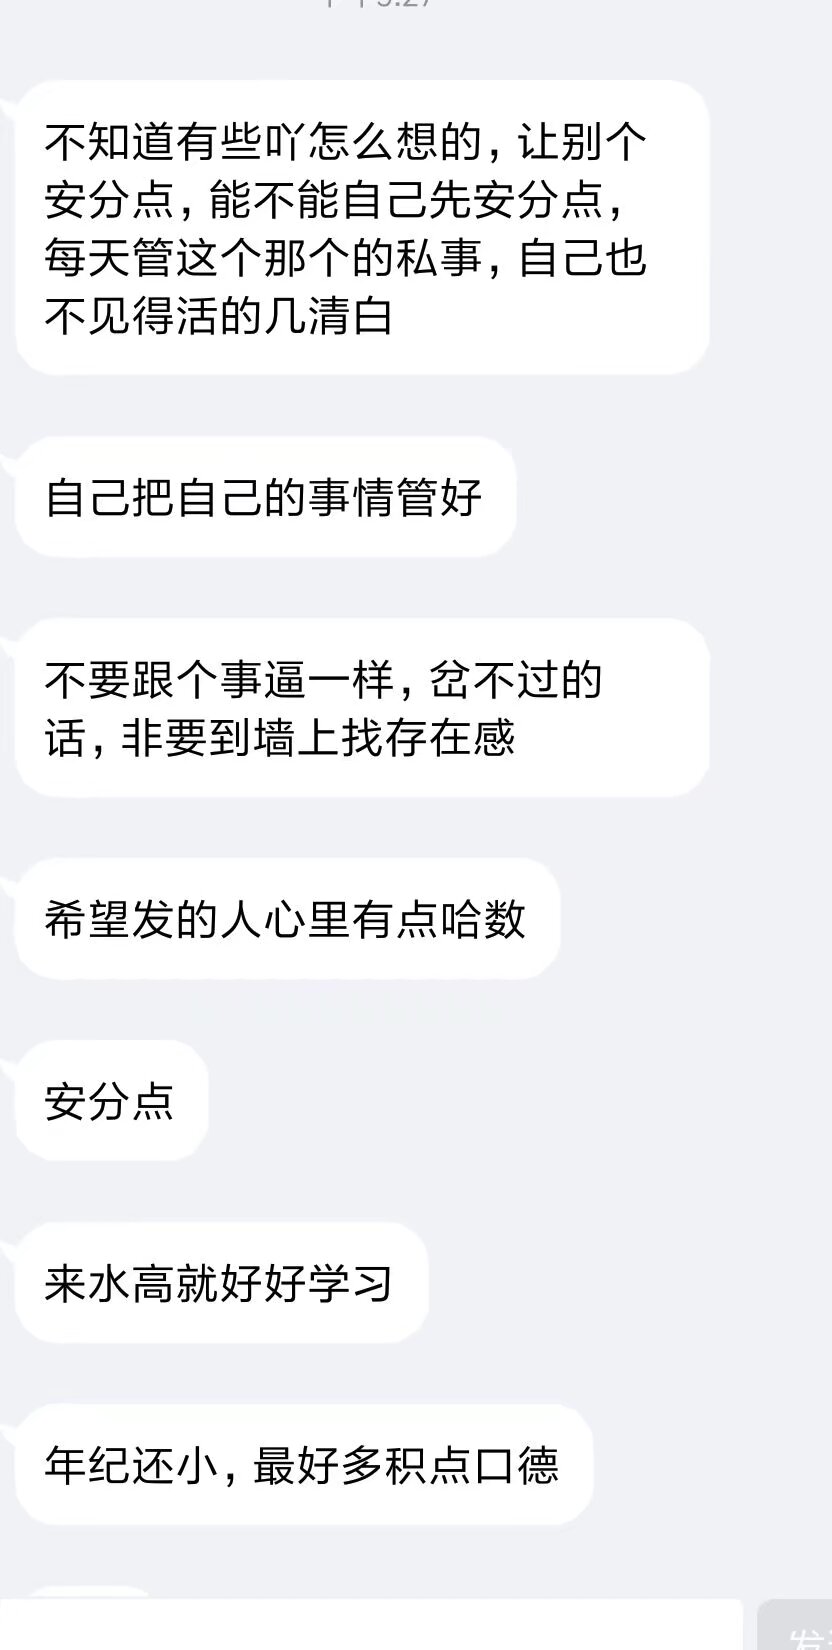 不知道有些吖怎么想的，让别个
安分点，能不能自己先安分点，
每天管这个那个的私事，自己也
不见得活的几清白
自己把自己的事情管好
不要跟个事逼一样，岔不过的
话，非要到墙上找存在感
希望发的人心里有点哈数
安分点
来水高就好好学习
年纪还小，最好多积点口德